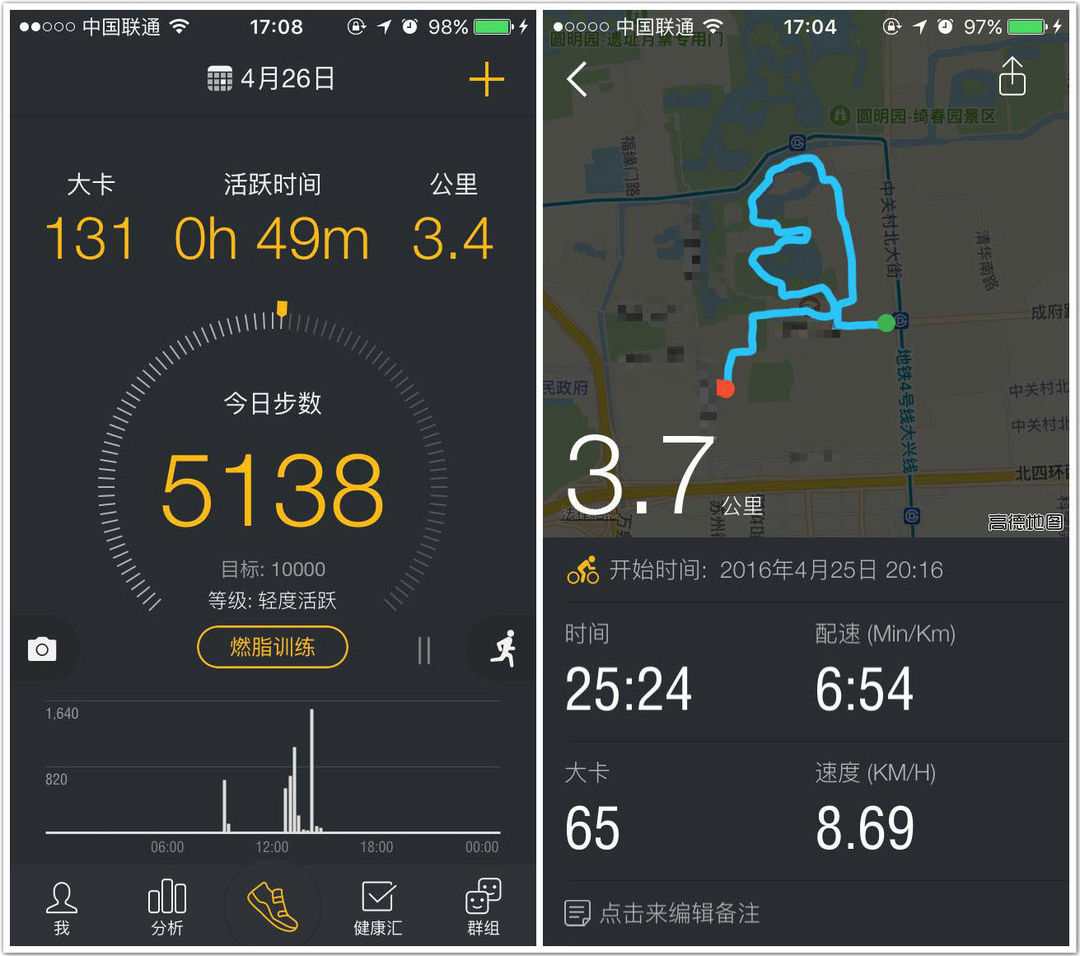 中国联通
17:08
98%
4月26日
大卡
活跃时间
公里
131
0h 49m
3.4
今日步数
5138
目标: 10000
等级: 轻度活跃
燃脂训练
1,640
820
06:00
12:00
18:00
00:00
我
分析
健康汇
群组
中国联通
17:04
97%
圆明园·绮春园景区
福缘门路
中关村北大街
清华南路
成府路
民政府
地铁4号线大兴线
中关村北
中关村北
北四环西
3.7 公里
高德地图
开始时间: 2016年4月25日 20:16
时间
配速 (Min/Km)
25:24
6:54
大卡
速度 (KM/H)
65
8.69
点击来编辑备注